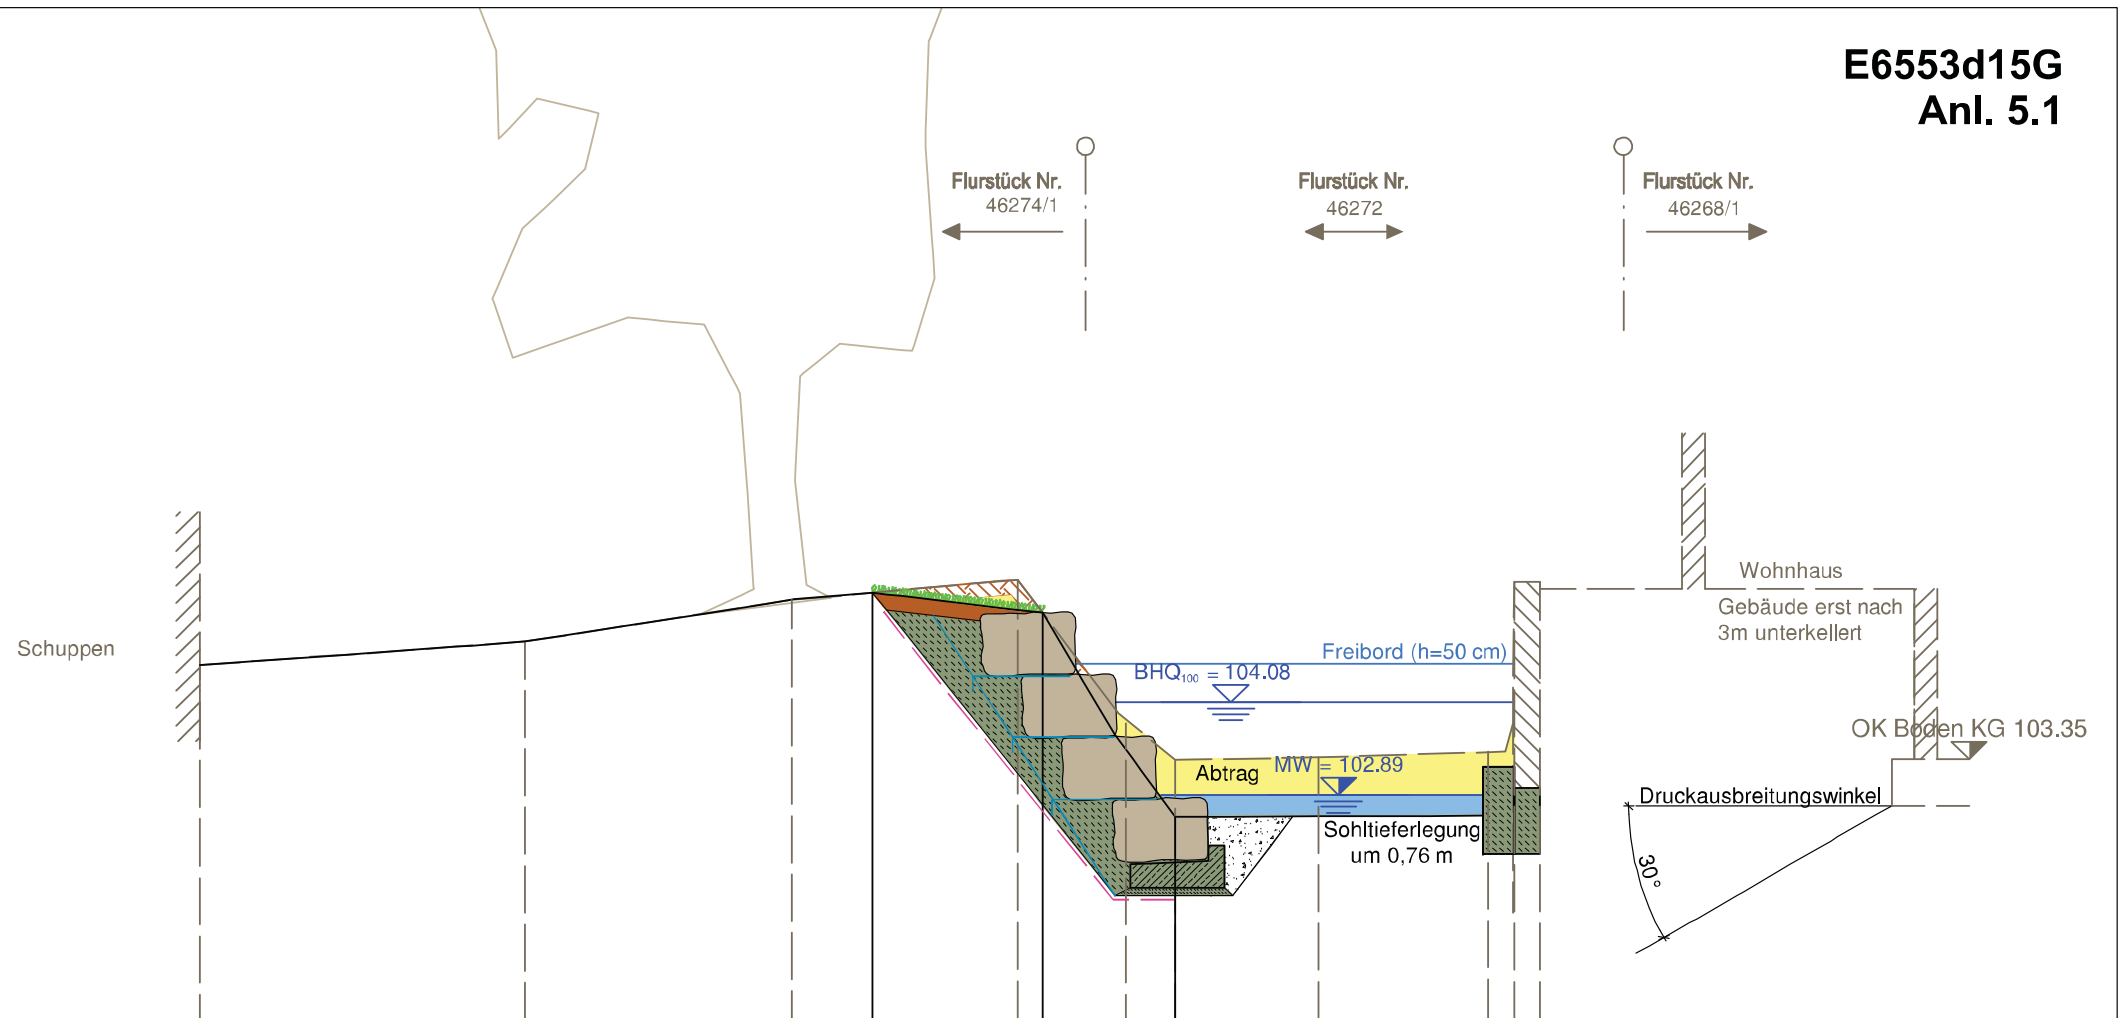 E6553d15G
Anl. 5.1
Flurstück Nr.
46274/1
Flurstück Nr.
46272
Flurstück Nr.
46268/1
Wohnhaus
Gebäude erst nach
3m unterkellert
Schuppen
Freibord (h=50 cm)
BHQ100 = 104.08
OK Boden KG 103.35
MW = 102.89
Abtrag
Druckausbreitungswinkel
Sohltieferlegung
um 0,76 m
30°